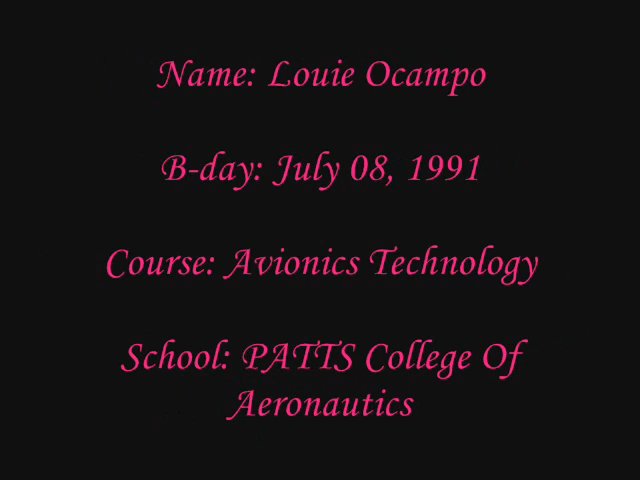 Name: Louie Ocampo
B-day: July 08, 1991
Course: Avionics Technology
School: PATTS College Of
Aeronautics